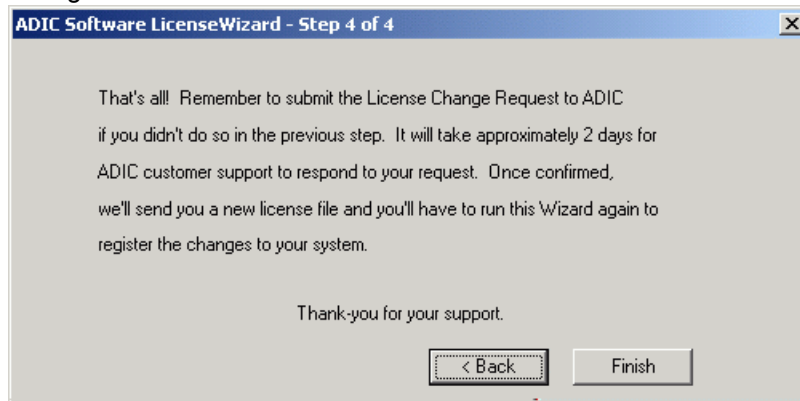 ADIC Software LicenseWizard - Step 4 of 4
That's all! Remember to submit the License Change Request to ADIC
if you didn't do so in the previous step. It will take approximately 2 days for
ADIC customer support to respond to your request. Once confirmed,
we'll send you a new license file and you'll have to run this Wizard again to
register the changes to your system.
Thank-you for your support.
< Back
Finish